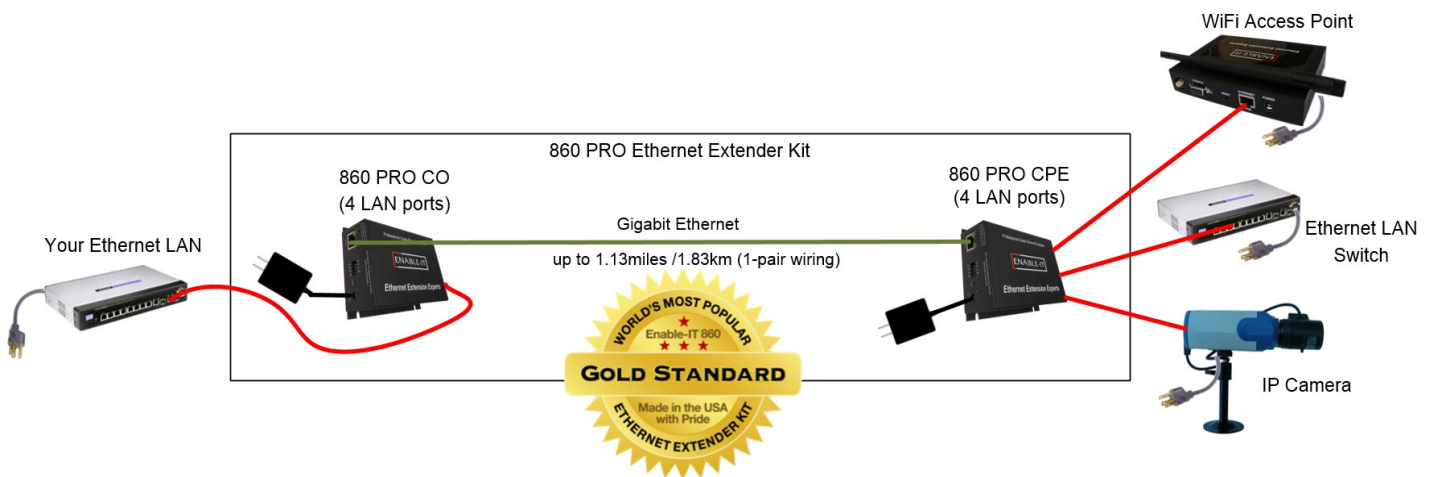 WiFi Access Point
ENABLE-IT
860 PRO Ethernet Extender Kit
860 PRO CO
(4 LAN ports)
860 PRO CPE
(4 LAN ports)
Gigabit Ethernet
up to 1.13miles /1.83km (1-pair wiring)
Your Ethernet LAN
ENABLE-IT
Ethernet Extension Experts
ENABLE-IT
Ethernet Extension Experts
Ethernet LAN
Switch
IP Camera
WORLD'S MOST POPULAR
Enable-IT 860
GOLD STANDARD
Made in the USA
with Pride
ETHERNET EXTENDER KIT